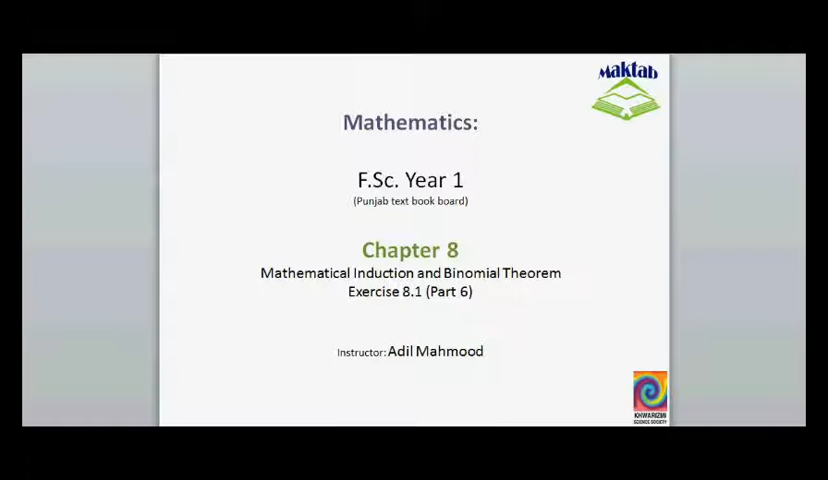 Maktab
Mathematics:
F.Sc. Year 1
(Punjab text book board)
Chapter 8
Mathematical Induction and Binomial Theorem
Exercise 8.1 (Part 6)
Instructor: Adil Mahmood
KHWARIZMI
SCIENCE SOCIETY